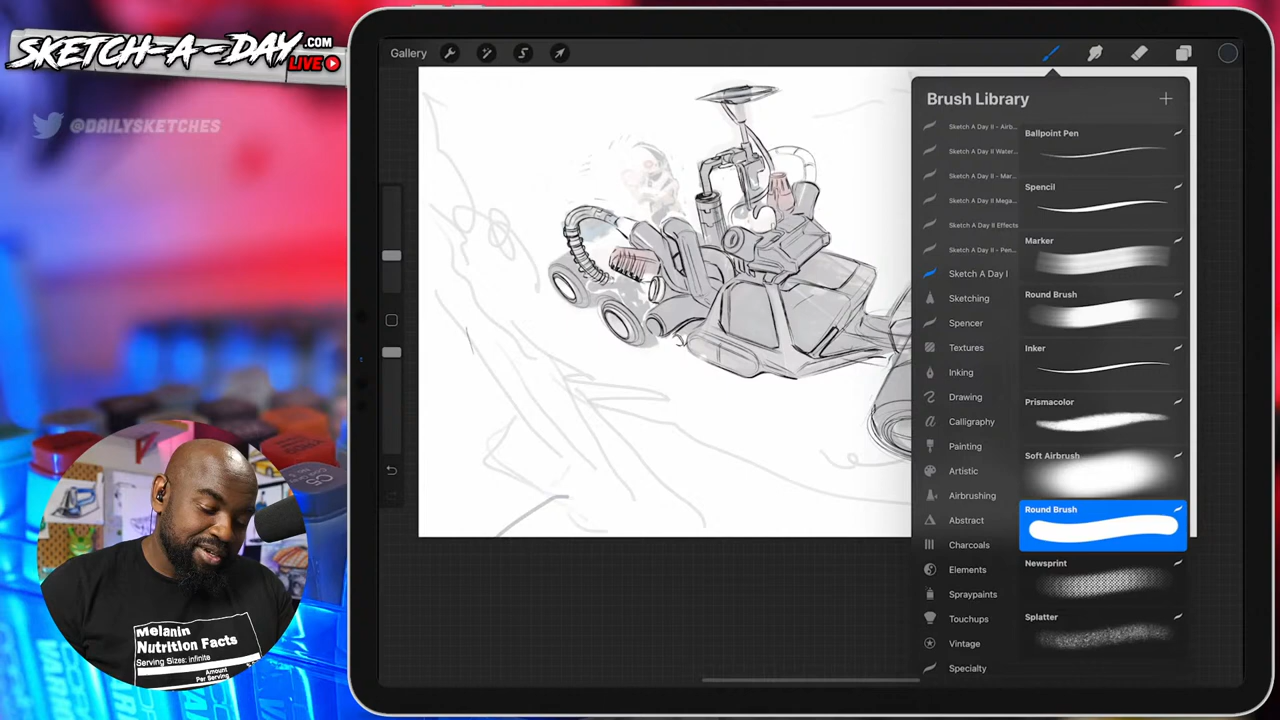 SKETCH-A-DAY.COM
LIVE
@DAILYSKETCHES
Gallery
Brush Library
Sketch A Day II - Airb...
Sketch A Day II Water...
Sketch A Day II - Mar...
Sketch A Day II Mega...
Sketch A Day II Effects
Sketch A Day II - Pen...
Sketch A Day I
Sketching
Spencer
Textures
Inking
Drawing
Calligraphy
Painting
Artistic
Airbrushing
Abstract
Charcoals
Elements
Spraypaints
Touchups
Vintage
Specialty
Ballpoint Pen
Spencil
Marker
Round Brush
Inker
Prismacolor
Soft Airbrush
Round Brush
Newsprint
Splatter
Melanin
Nutrition Facts
Serving Sizes: infinite
Amount
Per Serving